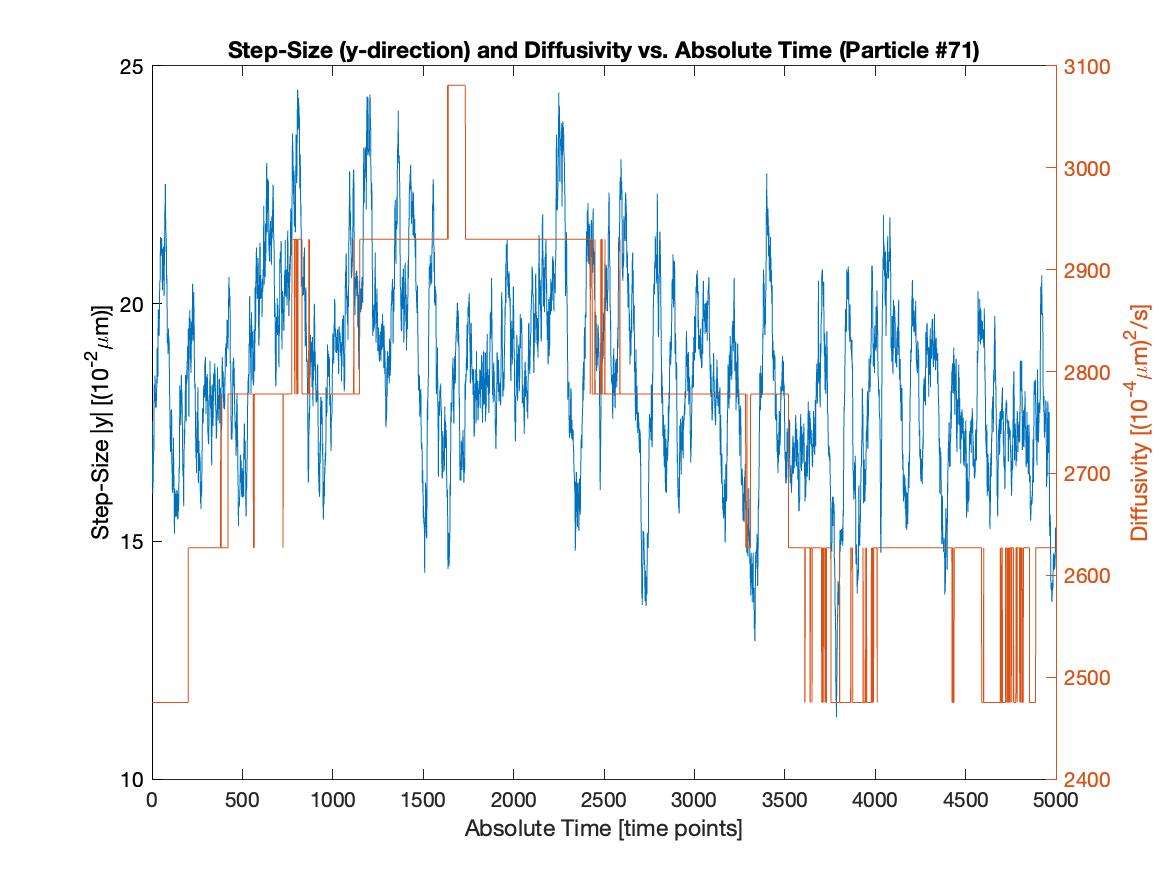 Step-Size (y-direction) and Diffusivity vs. Absolute Time (Particle #71)
25
20
15
10
Step-Size |y| [(10⁻² μm)]
3100
3000
2900
2800
2700
2600
2500
2400
Diffusivity [(10⁻⁴ μm)²/s]
0 500 1000 1500 2000 2500 3000 3500 4000 4500 5000
Absolute Time [time points]